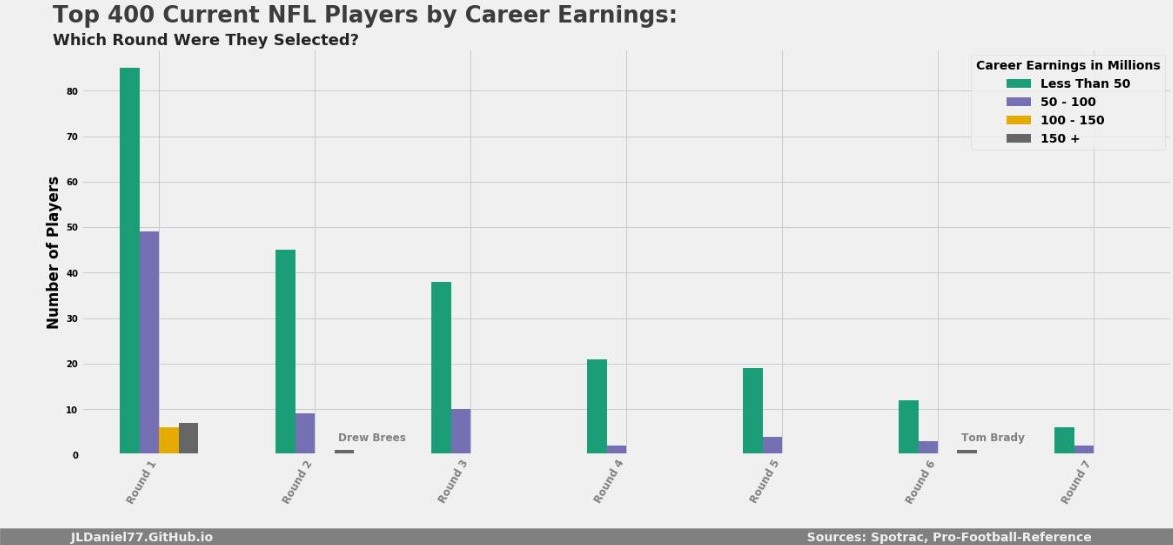 Top 400 Current NFL Players by Career Earnings:
Which Round Were They Selected?
Career Earnings in Millions
Less Than 50
50 - 100
100 - 150
150 +
Number of Players
80
70
60
50
40
30
20
10
0
Drew Brees
Tom Brady
Round 1
Round 2
Round 3
Round 4
Round 5
Round 6
Round 7
JLDaniel77.GitHub.io
Sources: Spotrac, Pro-Football-Reference